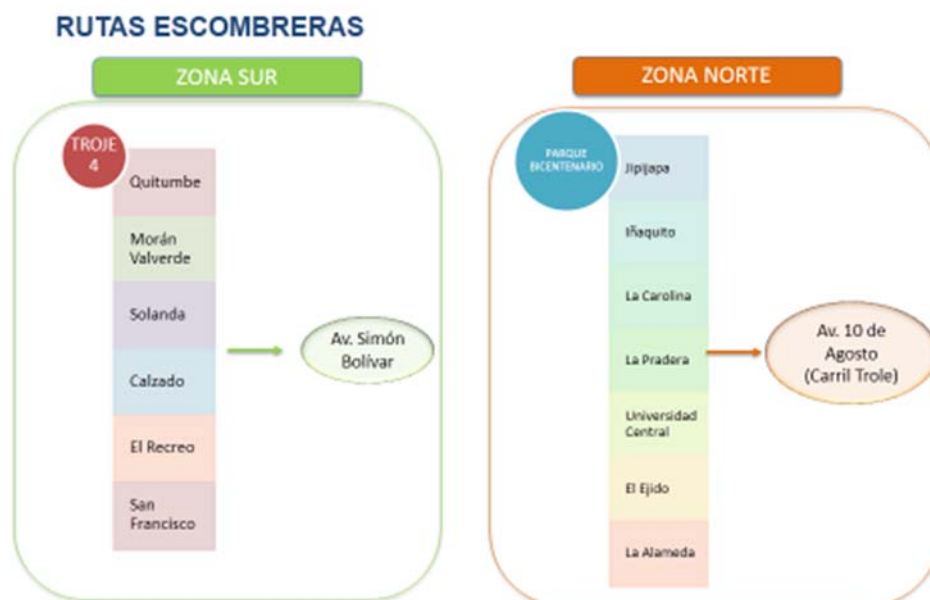 RUTAS ESCOMBRERAS
ZONA SUR
TROJE
4
Quitumbe
Morán
Valverde
Solanda
Calzado
El Recreo
San
Francisco
Av. Simón
Bolívar
ZONA NORTE
PARQUE
BICENTENARIO
Jipijapa
Iñaquito
La Carolina
La Pradera
Universidad
Central
El Ejido
La Alameda
Av. 10 de
Agosto
(Carril Trole)